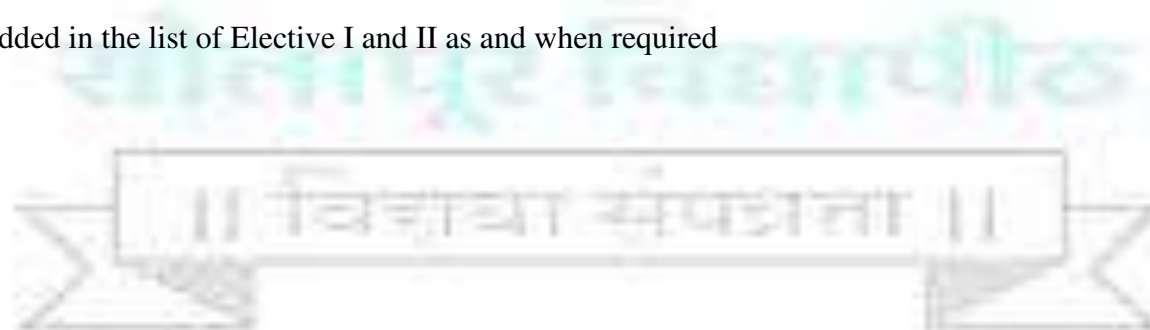 dded in the list of Elective I and II as and when required
|| विद्यया संपन्नता ||